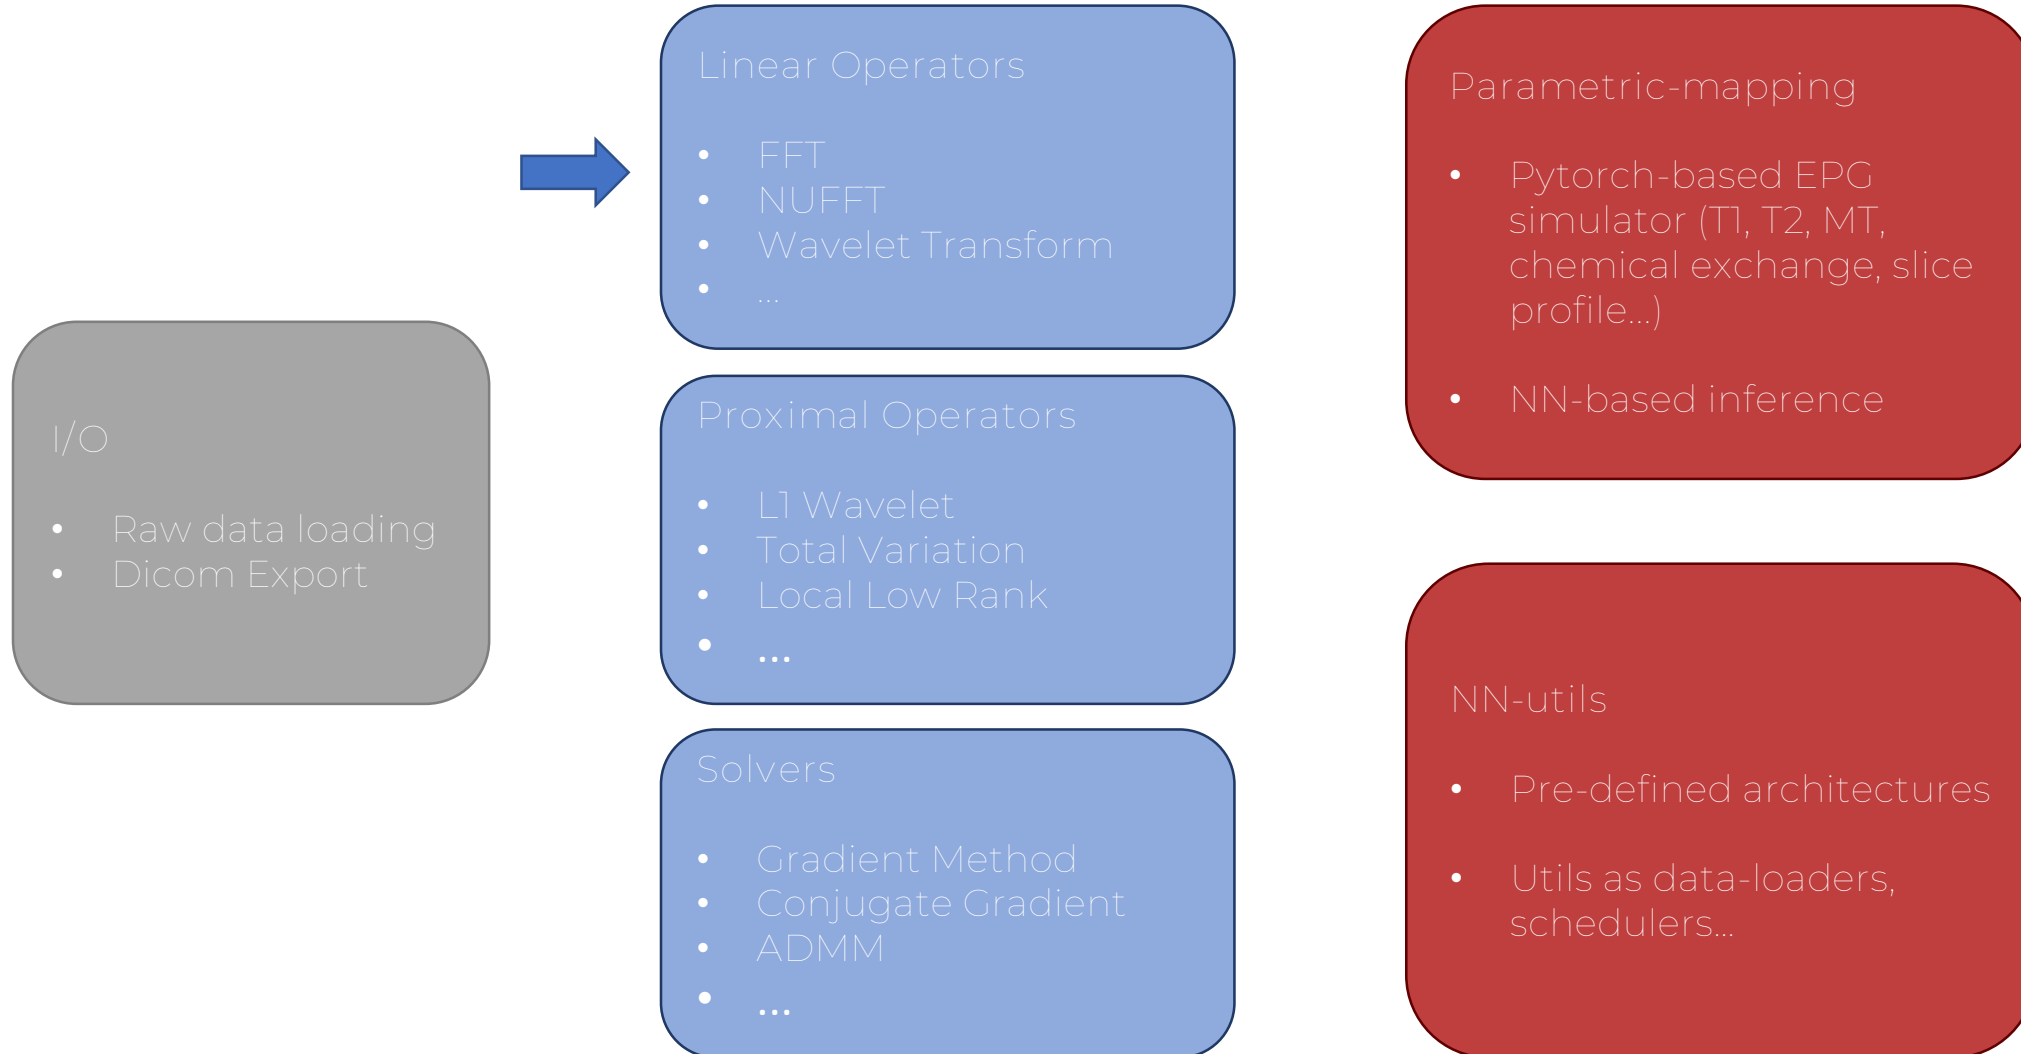 I/O
• Raw data loading
• Dicom Export
Linear Operators
• FFT
• NUFFT
• Wavelet Transform
• ...
Proximal Operators
• L1 Wavelet
• Total Variation
• Local Low Rank
• ...
Solvers
• Gradient Method
• Conjugate Gradient
• ADMM
• ...
Parametric-mapping
• Pytorch-based EPG
simulator (T1, T2, MT,
chemical exchange, slice
profile...)
• NN-based inference
NN-utils
• Pre-defined architectures
• Utils as data-loaders,
schedulers...